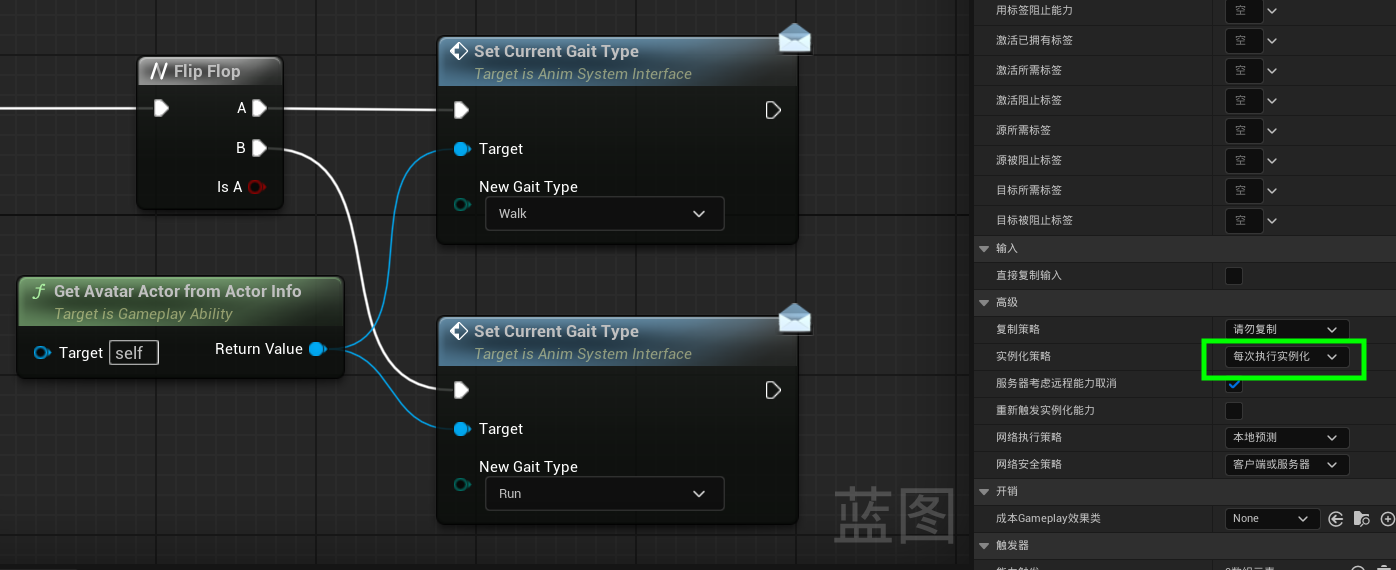 Flip Flop
A
B
Is A
Set Current Gait Type
Target is Anim System Interface
Target
New Gait Type
Walk
Get Avatar Actor from Actor Info
Target is Gameplay Ability
Target
self
Return Value
Set Current Gait Type
Target is Anim System Interface
Target
New Gait Type
Run
蓝图
用标签阻止能力 空
激活已拥有标签 空
激活所需标签 空
激活阻止标签 空
源所需标签 空
源被阻止标签 空
目标所需标签 空
目标被阻止标签 空
输入
直接复制输入
高级
复制策略 请勿复制
实例化策略 每次执行实例化
服务器考虑远程能力取消
重新触发实例化能力
网络执行策略 本地预测
网络安全策略 客户端或服务器
开销
成本Gameplay效果类 None
触发器